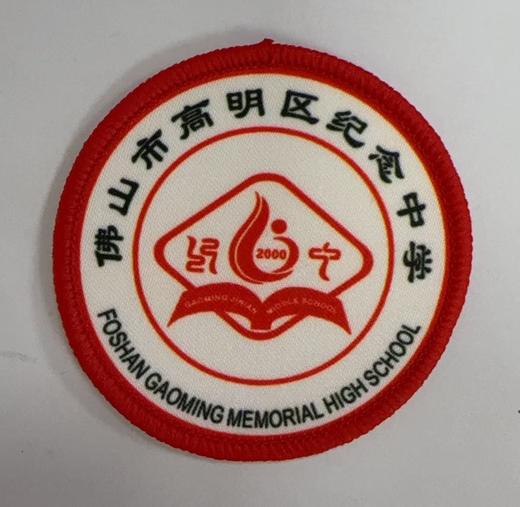 佛山市高明区纪念中学
纪中
2000
GAOMING JINIAN MIDDLE SCHOOL
FOSHAN GAOMING MEMORIAL HIGH SCHOOL